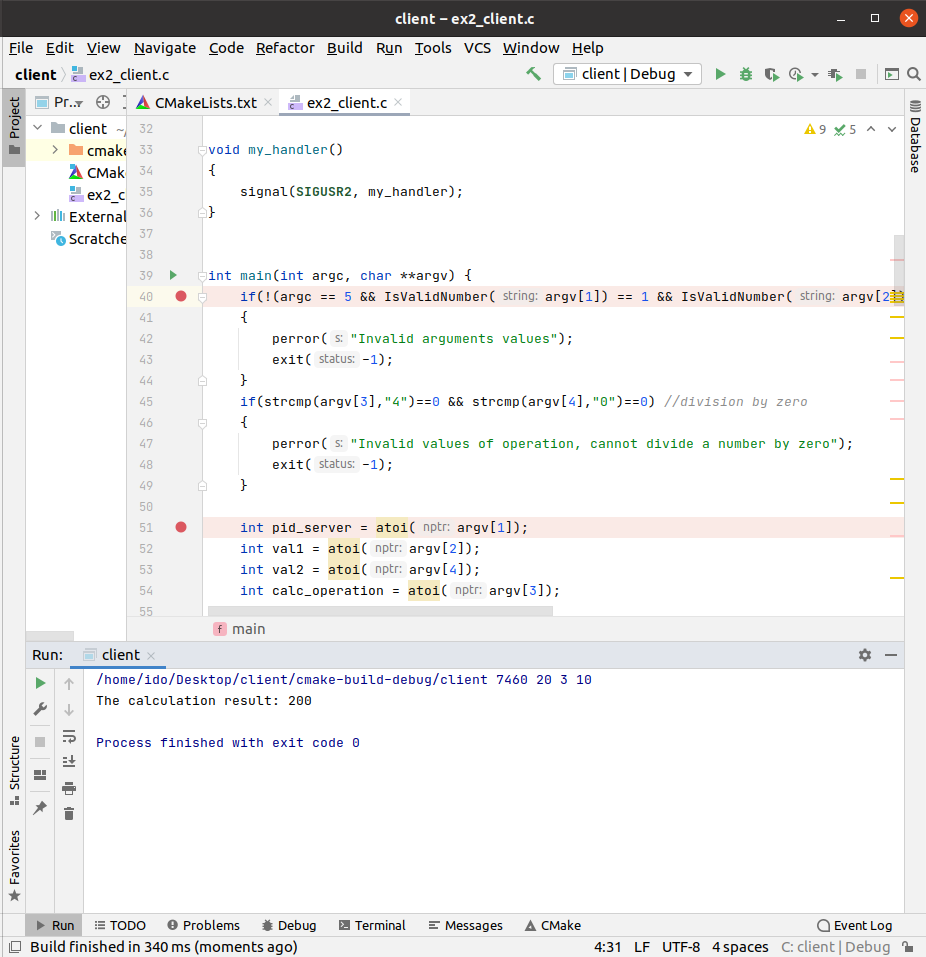 client – ex2_client.c
File Edit View Navigate Code Refactor Build Run Tools VCS Window Help
client ex2_client.c client | Debug
Project
Pr..
CMakeLists.txt
ex2_client.c
client ~/
cmake
CMak
ex2_c
External
Scratche
Database
9 5
32
33 void my_handler()
34 {
35 signal(SIGUSR2, my_handler);
36 }
37
38
39 int main(int argc, char **argv) {
40 if(!(argc == 5 && IsValidNumber( string: argv[1]) == 1 && IsValidNumber( string: argv[2])
41 {
42 perror( s: "Invalid arguments values");
43 exit( status: -1);
44 }
45 if(strcmp(argv[3],"4")==0 && strcmp(argv[4],"0")==0) //division by zero
46 {
47 perror( s: "Invalid values of operation, cannot divide a number by zero");
48 exit( status: -1);
49 }
50
51 int pid_server = atoi( nptr: argv[1]);
52 int val1 = atoi( nptr: argv[2]);
53 int val2 = atoi( nptr: argv[4]);
54 int calc_operation = atoi( nptr: argv[3]);
55
f main
Run: client
/home/ido/Desktop/client/cmake-build-debug/client 7460 20 3 10
The calculation result: 200
Process finished with exit code 0
Structure
Favorites
Run TODO Problems Debug Terminal Messages CMake Event Log
Build finished in 340 ms (moments ago) 4:31 LF UTF-8 4 spaces C: client | Debug